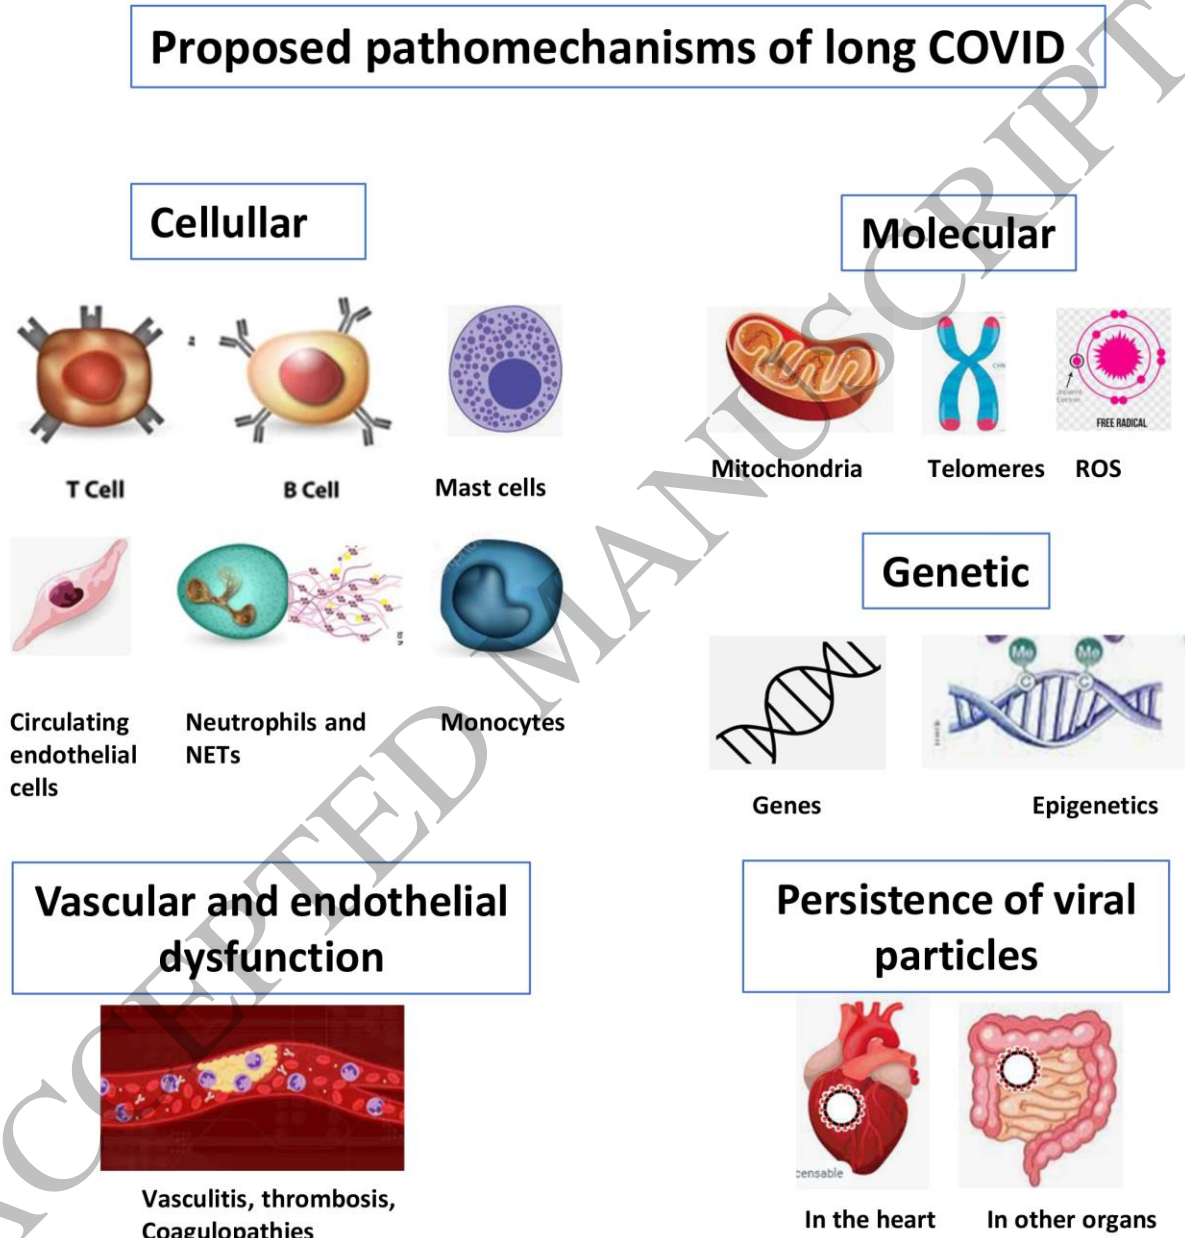 Proposed pathomechanisms of long COVID
Cellullar
T Cell
B Cell
Mast cells
Circulating
endothelial
cells
Neutrophils and
NETs
Monocytes
Molecular
Mitochondria
Telomeres
ROS
FREE RADICAL
Genetic
Me
Me
C
C
Genes
Epigenetics
Vascular and endothelial
dysfunction
Vasculitis, thrombosis,
Coagulopathies
Persistence of viral
particles
censable
In the heart
In other organs
ACCEPTED MANUSCRIPT